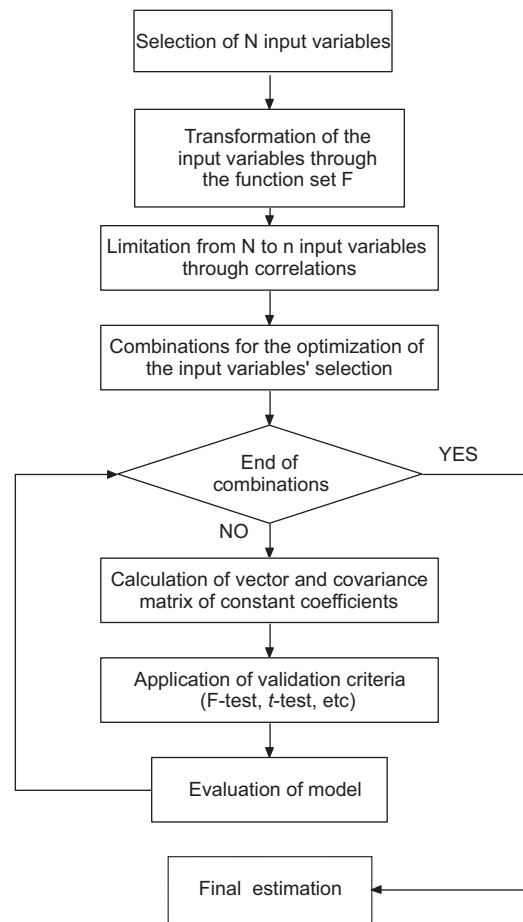 Selection of N input variables
Transformation of the
input variables through
the function set F
Limitation from N to n input variables
through correlations
Combinations for the optimization of
the input variables' selection
End of
combinations
YES
NO
Calculation of vector and covariance
matrix of constant coefficients
Application of validation criteria
(F-test, t-test, etc)
Evaluation of model
Final estimation